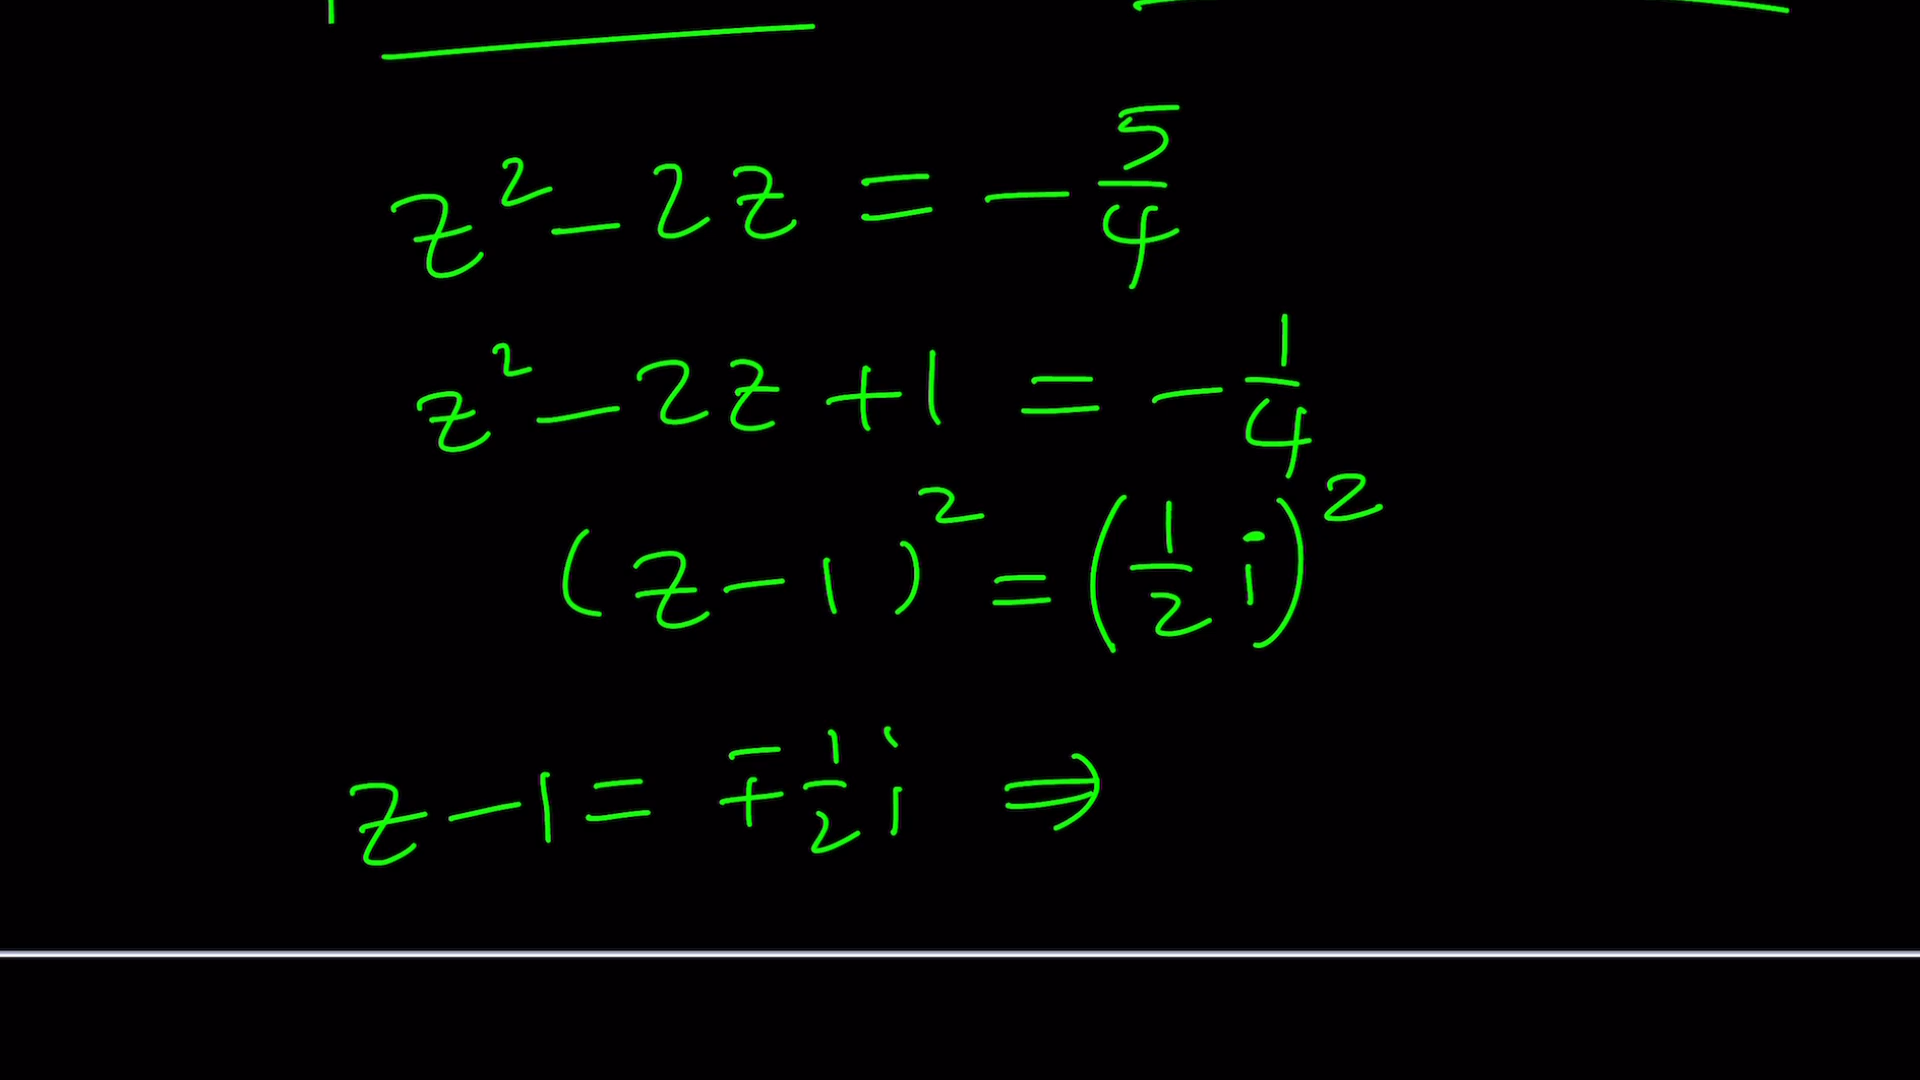 z² - 2z = - 5/4
z² - 2z + 1 = - 1/4
(z - 1)² = (1/2 i)²
z - 1 = ∓ 1/2 i ⇒